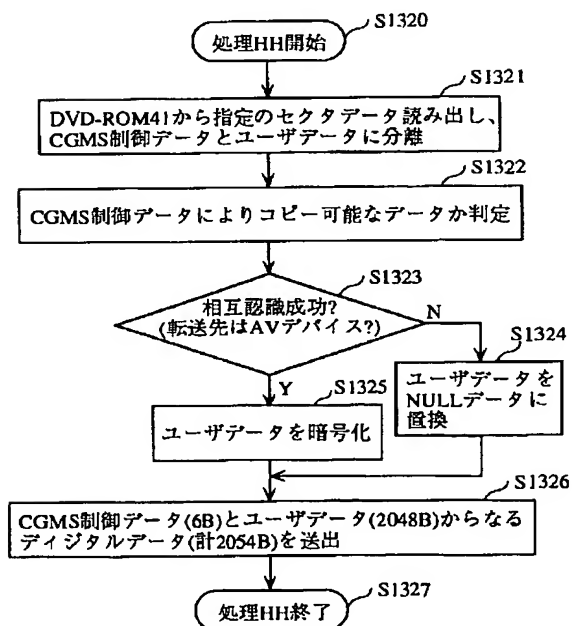 S1320
処理HH開始
S1321
DVD-ROM41から指定のセクタデータ読み出し、
CGMS制御データとユーザデータに分離
S1322
CGMS制御データによりコピー可能なデータか判定
S1323
相互認識成功?
(転送先はAVデバイス?)
N
S1324
ユーザデータを
NULLデータに
置換
Y
S1325
ユーザデータを暗号化
S1326
CGMS制御データ(6B)とユーザデータ(2048B)からなる
ディジタルデータ(計2054B)を送出
S1327
処理HH終了